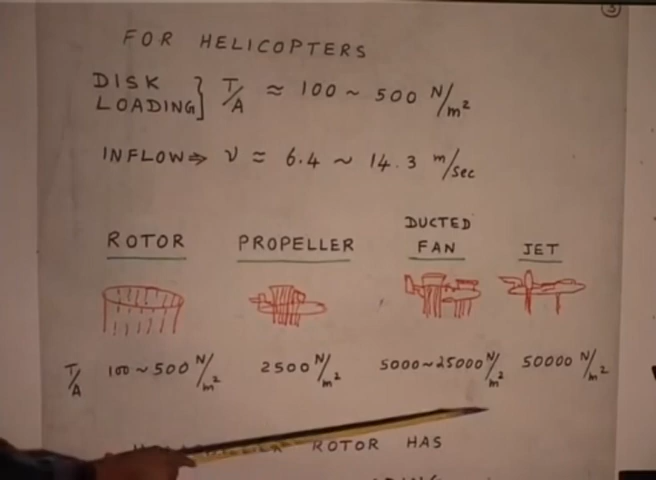 3
FOR HELICOPTERS
DISK
LOADING } T/A ≈ 100 ~ 500 N/m²
INFLOW ⇒ ν ≈ 6.4 ~ 14.3 m/sec
ROTOR PROPELLER DUCTED FAN JET
T/A 100 ~ 500 N/m² 2500 N/m² 5000~25000 N/m² 50000 N/m²
ROTOR HAS